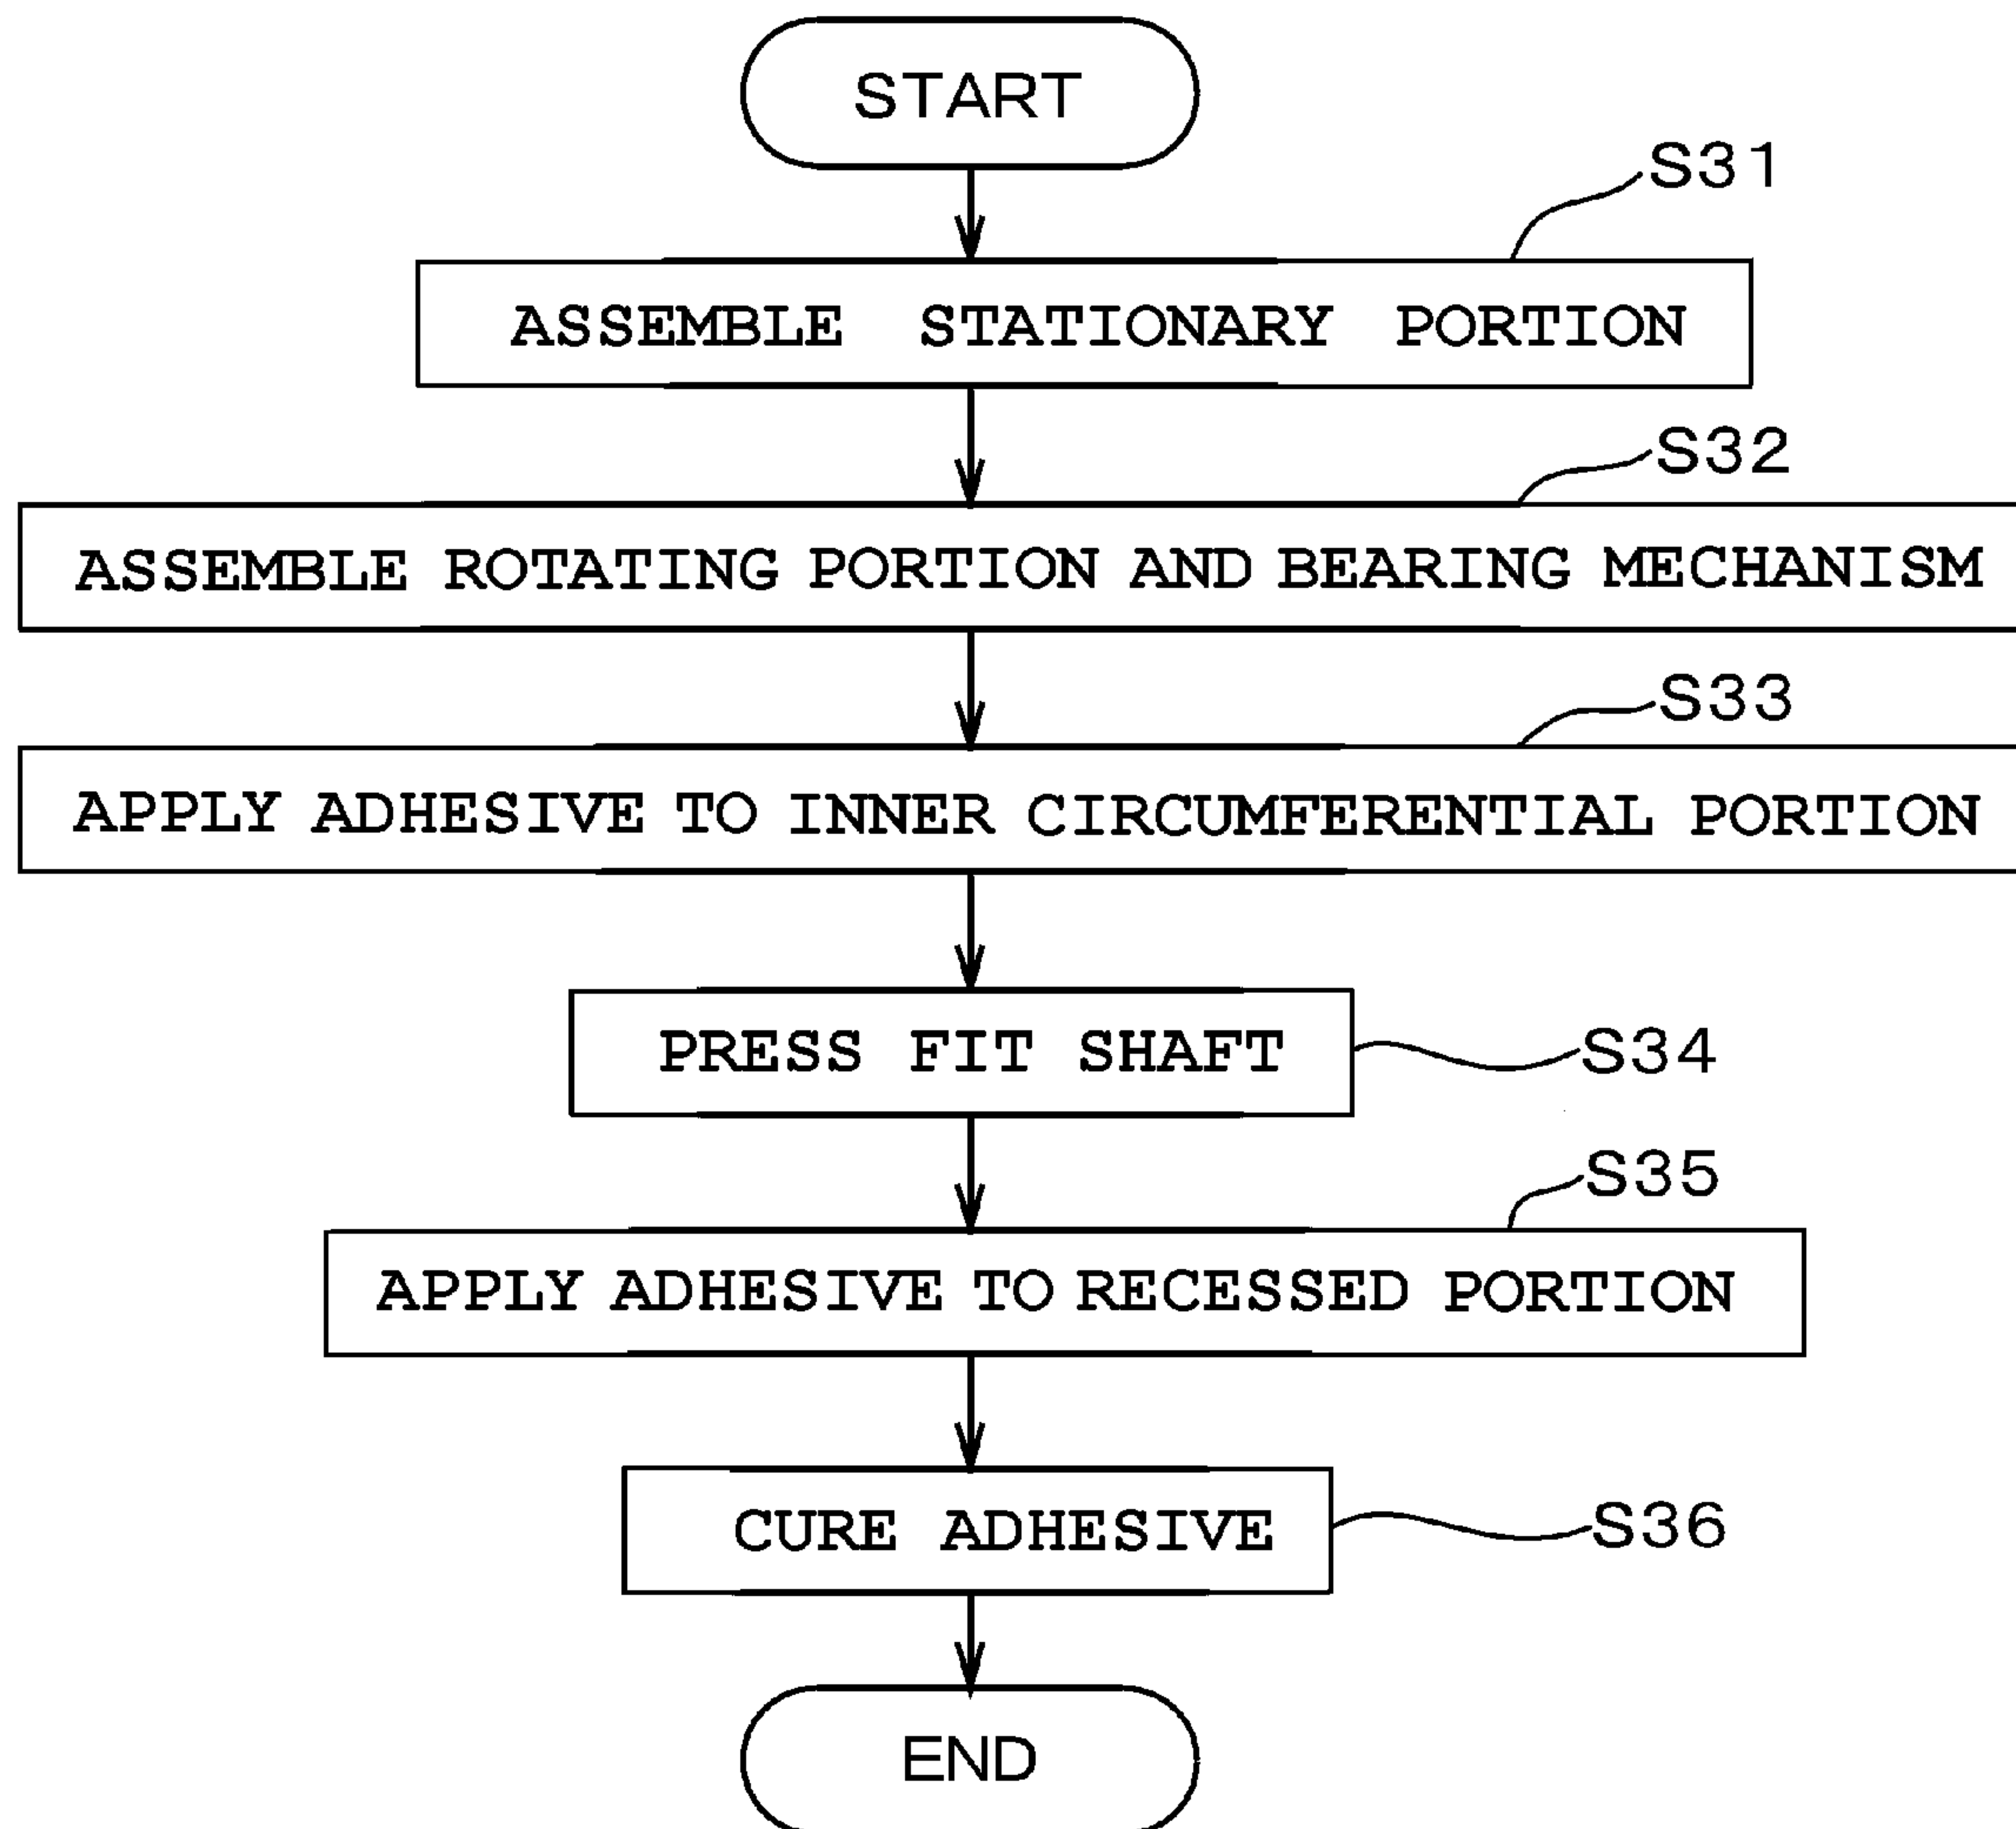 START
S31
ASSEMBLE STATIONARY PORTION
S32
ASSEMBLE ROTATING PORTION AND BEARING MECHANISM
S33
APPLY ADHESIVE TO INNER CIRCUMFERENTIAL PORTION
PRESS FIT SHAFT
S34
S35
APPLY ADHESIVE TO RECESSED PORTION
CURE ADHESIVE
S36
END